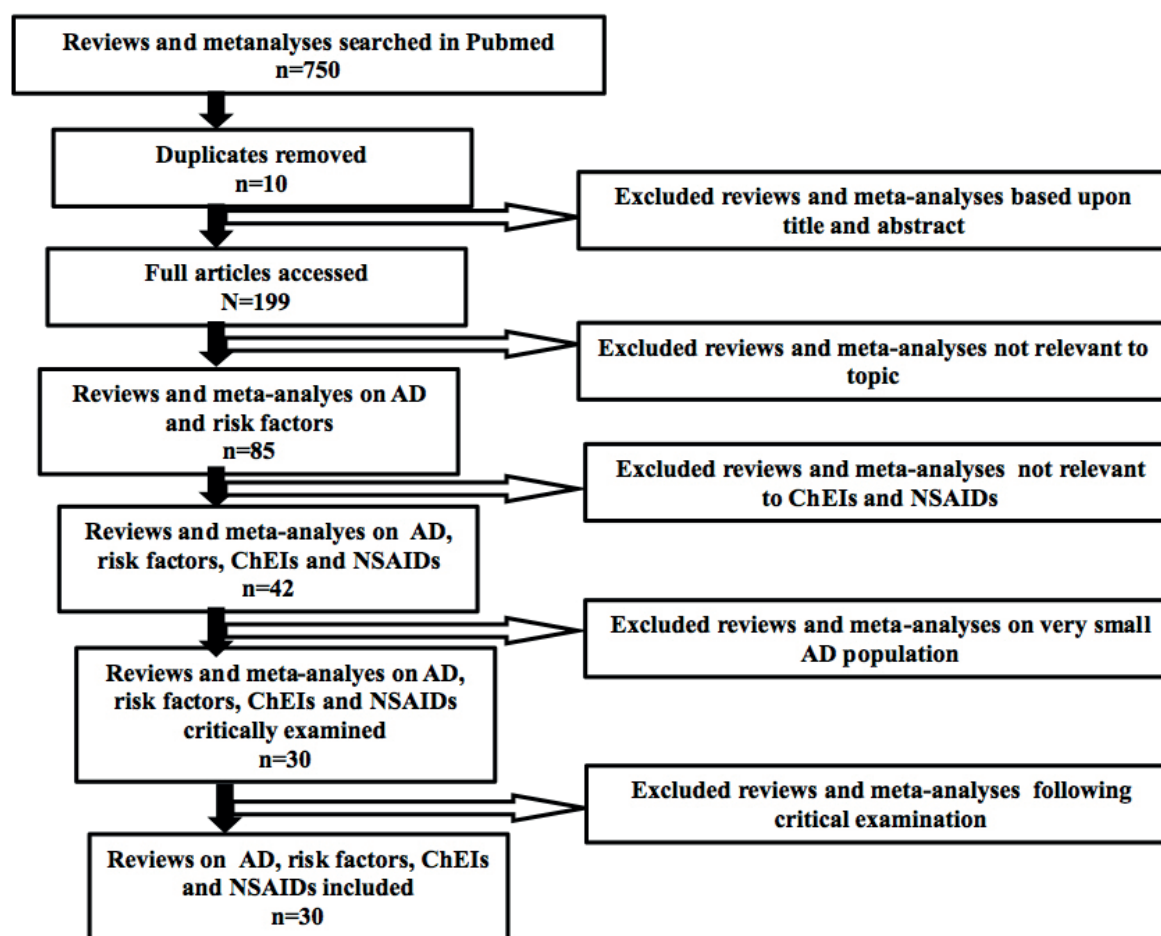 Reviews and metanalyses searched in Pubmed
n=750
Duplicates removed
n=10
Excluded reviews and meta-analyses based upon
title and abstract
Full articles accessed
N=199
Excluded reviews and meta-analyses not relevant to
topic
Reviews and meta-analyes on AD
and risk factors
n=85
Excluded reviews and meta-analyses not relevant
to ChEIs and NSAIDs
Reviews and meta-analyes on AD,
risk factors, ChEIs and NSAIDs
n=42
Excluded reviews and meta-analyses on very small
AD population
Reviews and meta-analyes on AD,
risk factors, ChEIs and NSAIDs
critically examined
n=30
Excluded reviews and meta-analyses following
critical examination
Reviews on AD, risk factors, ChEIs
and NSAIDs included
n=30